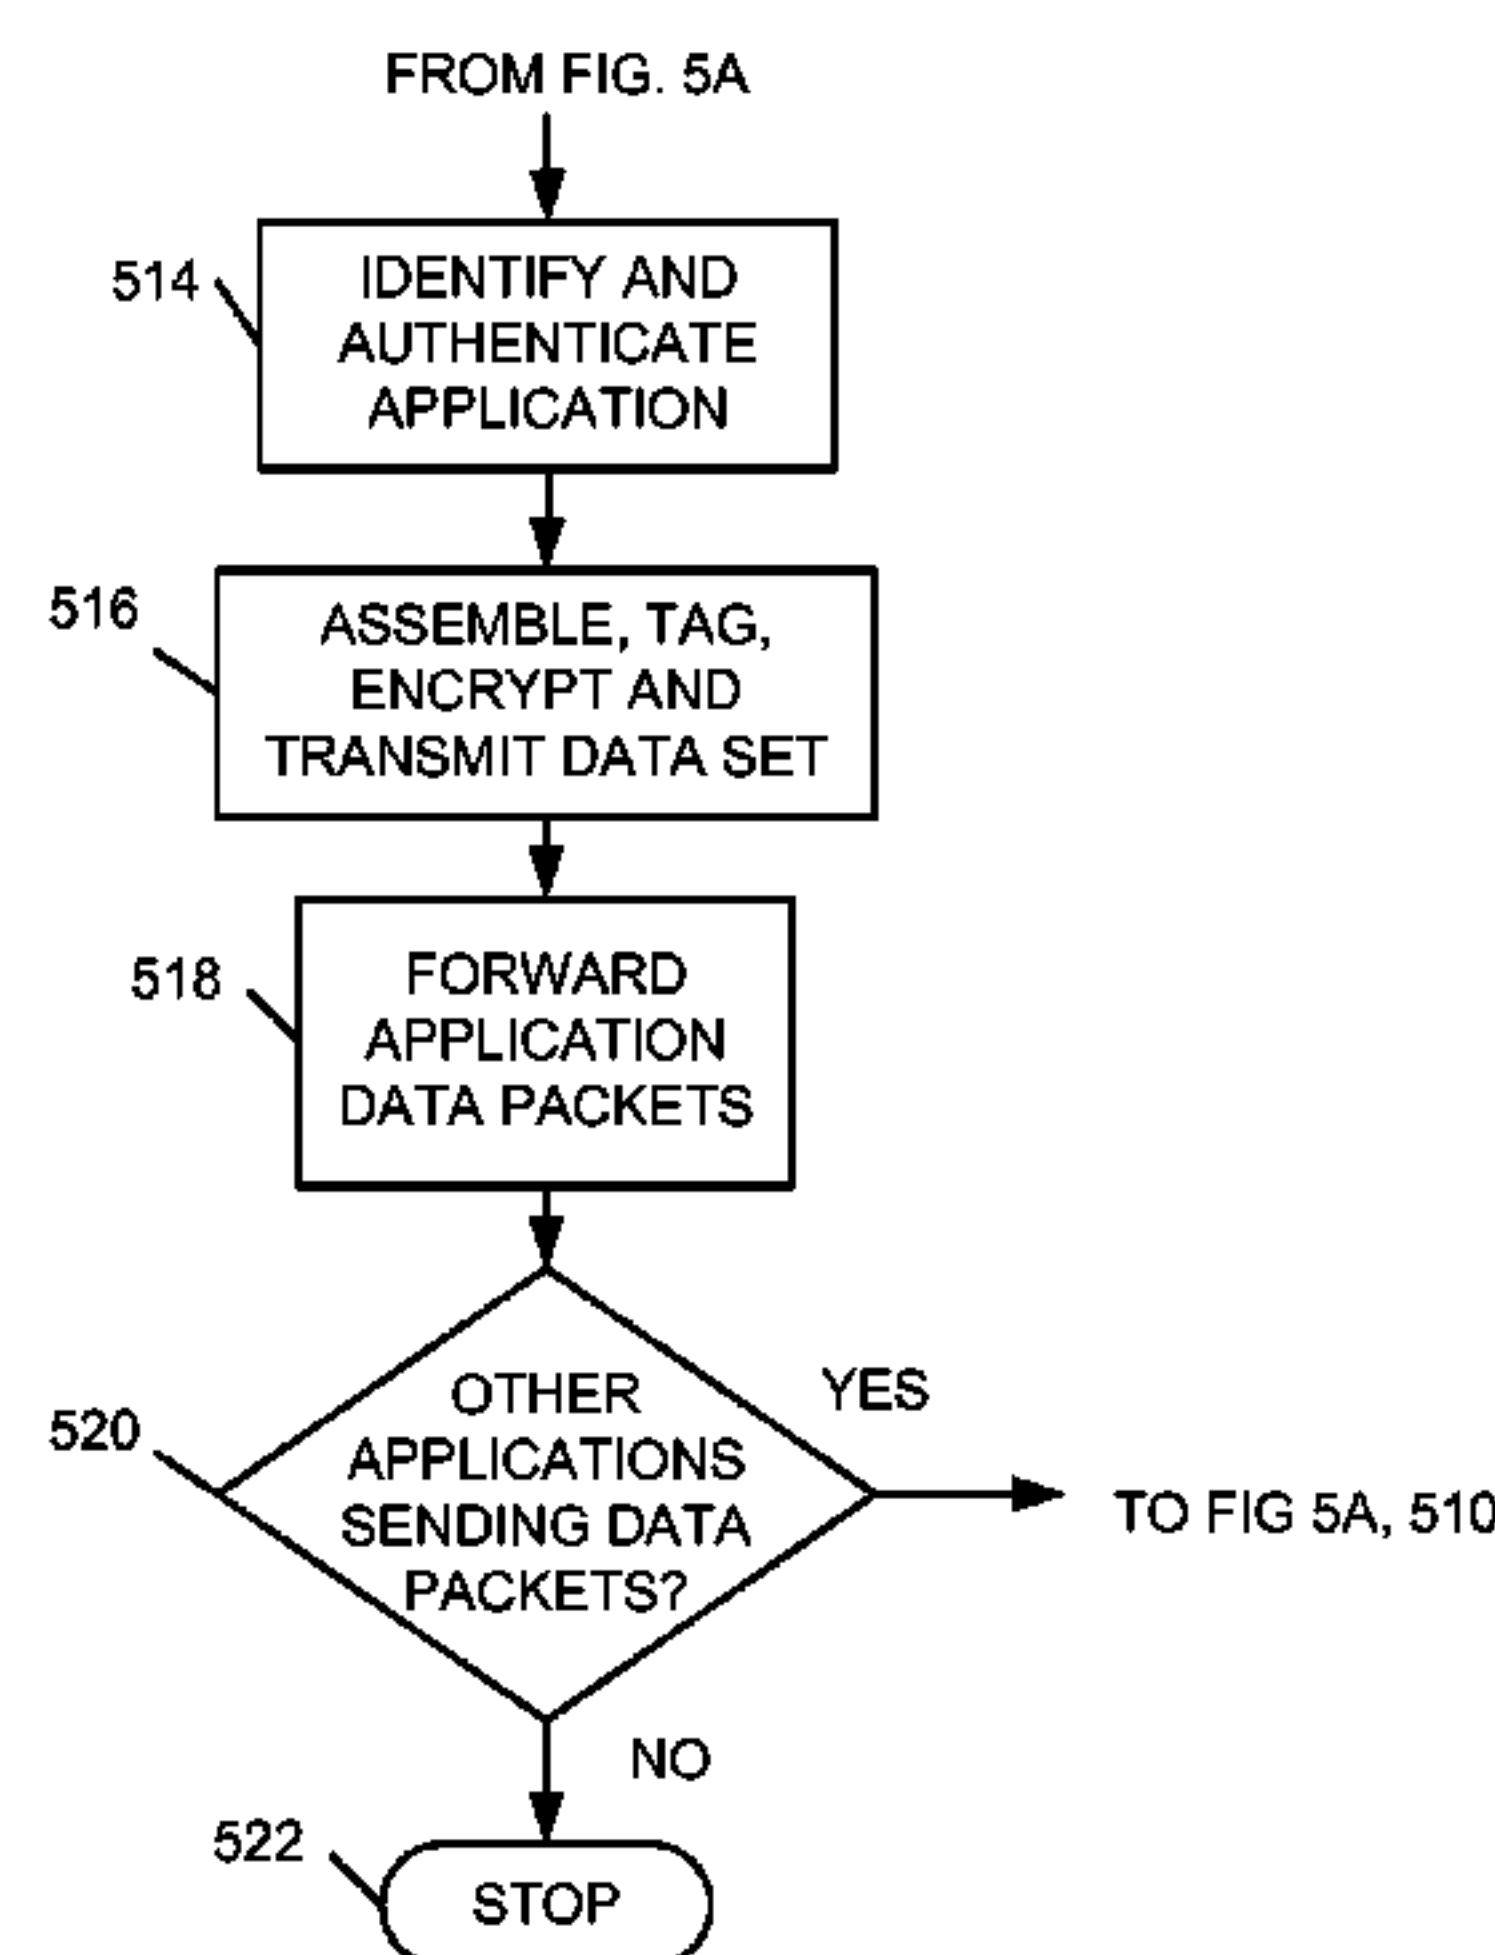 FROM FIG. 5A
514
IDENTIFY AND
AUTHENTICATE
APPLICATION
516
ASSEMBLE, TAG,
ENCRYPT AND
TRANSMIT DATA SET
518
FORWARD
APPLICATION
DATA PACKETS
520
OTHER
APPLICATIONS
SENDING DATA
PACKETS?
YES
TO FIG 5A, 510
NO
522
STOP